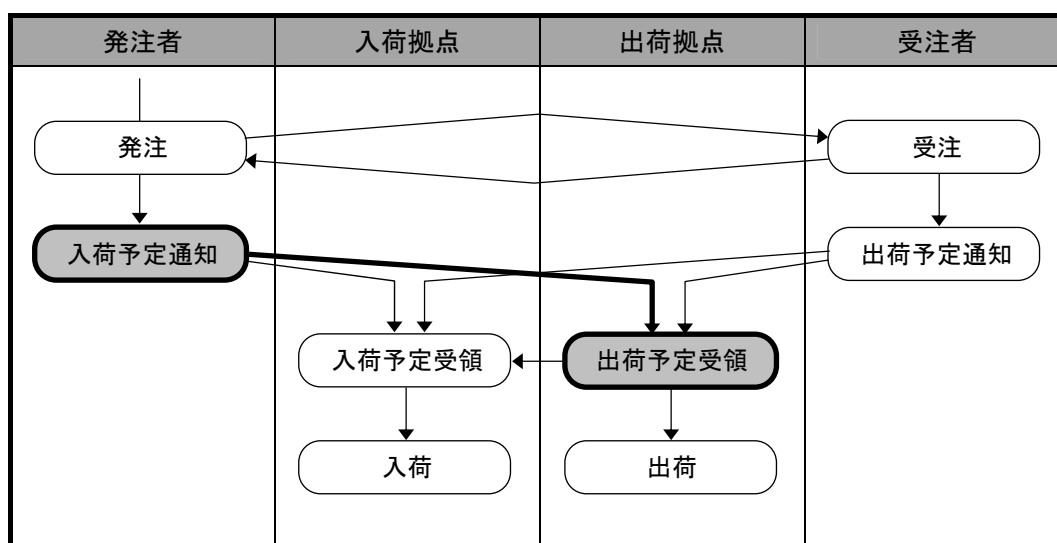 発注者
入荷拠点
出荷拠点
受注者
発注
受注
入荷予定通知
出荷予定通知
入荷予定受領
出荷予定受領
入荷
出荷